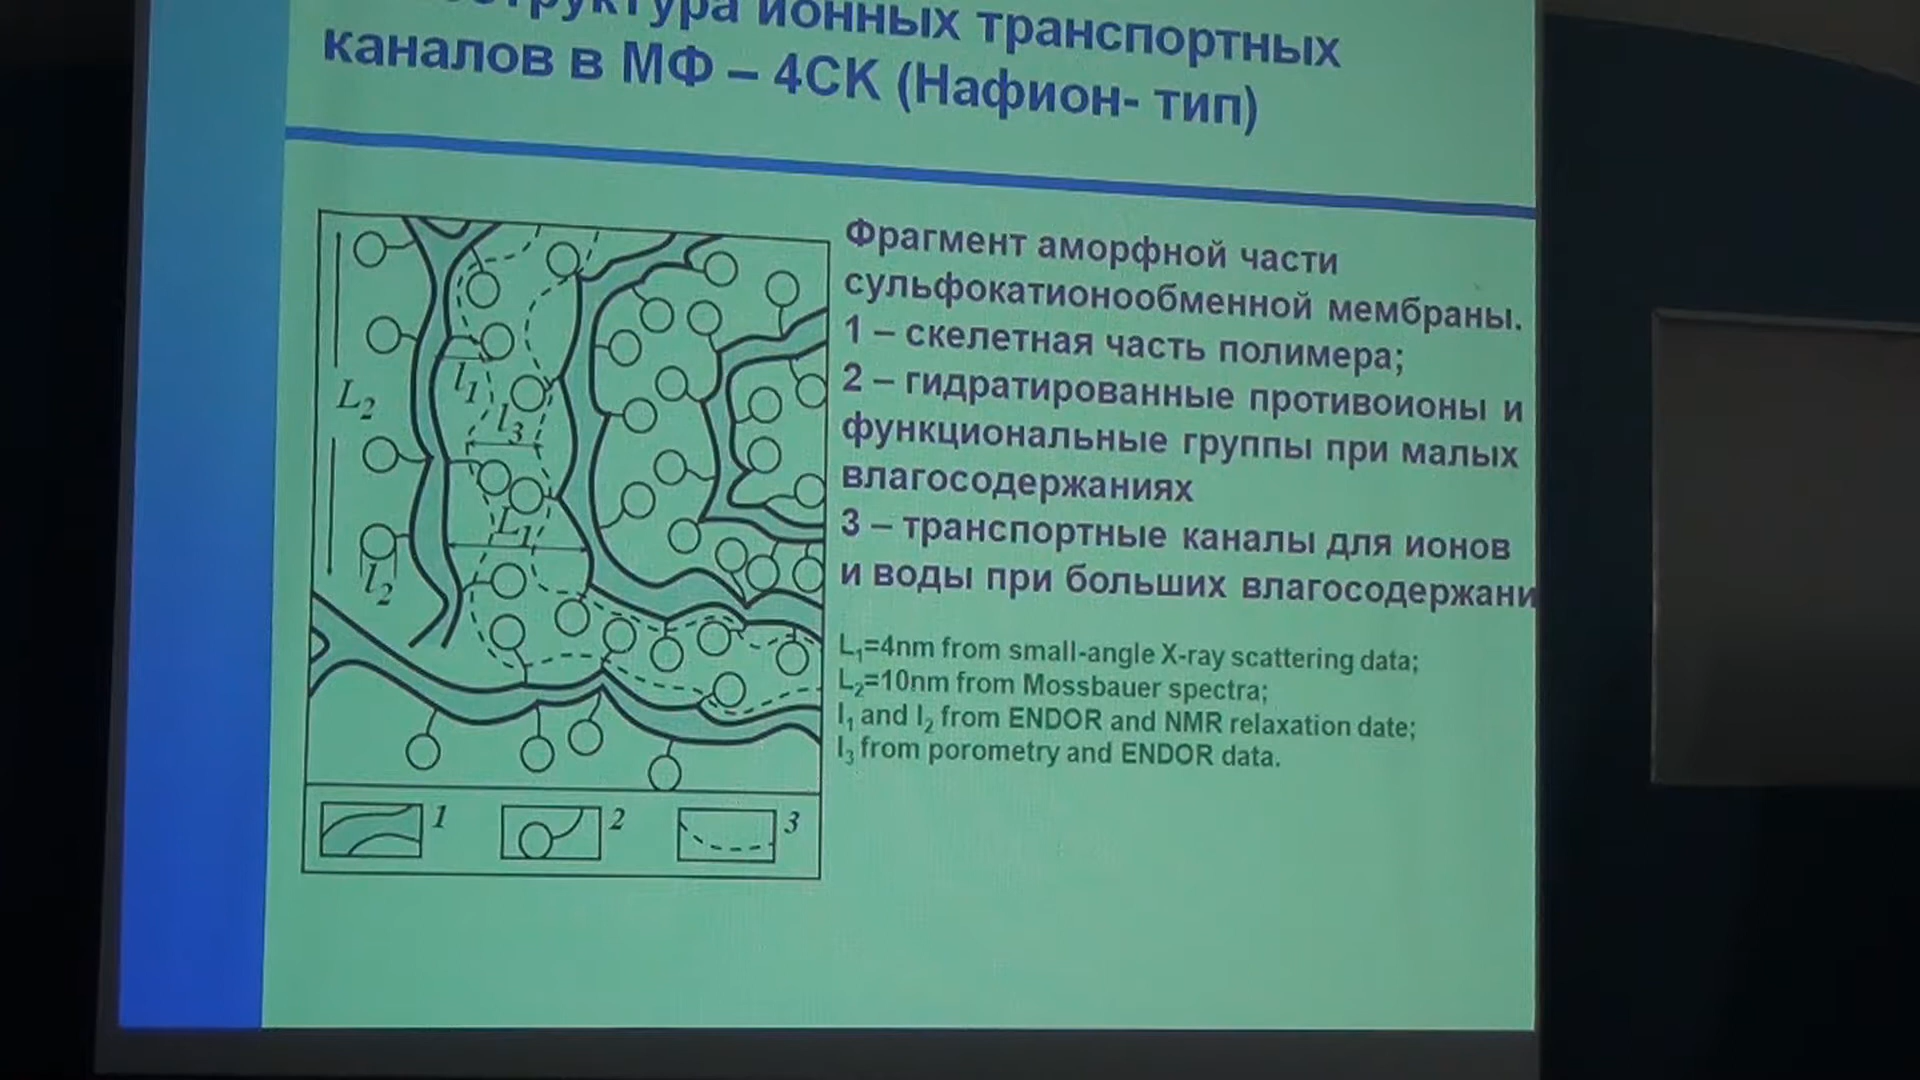 ионных транспортных
каналов в МФ – 4СК (Нафион- тип)
Фрагмент аморфной части
сульфокатионообменной мембраны.
1 – скелетная часть полимера;
2 – гидратированные противоионы и
функциональные группы при малых
влагосодержаниях
3 – транспортные каналы для ионов
и воды при больших влагосодержани
L₁=4nm from small-angle X-ray scattering data;
L₂=10nm from Mossbauer spectra;
l₁ and l₂ from ENDOR and NMR relaxation date;
l₃ from porometry and ENDOR data.
l₁
L₂
l₃
L₁
l₂
1 2 3